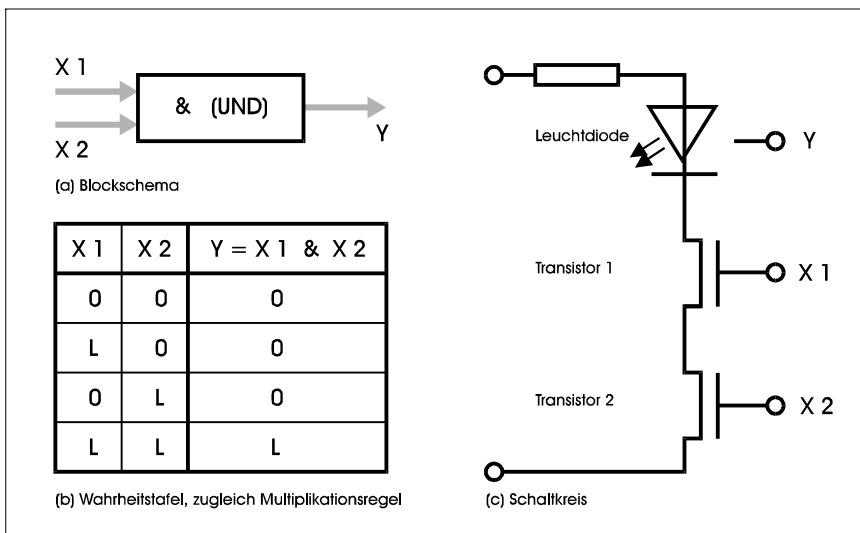 X 1
& (UND)
X 2
Y
(a) Blockschema
X 1 X 2 Y = X 1 & X 2
0 0 0
L 0 0
0 L 0
L L L
(b) Wahrheitstafel, zugleich Multiplikationsregel
Leuchtdiode
Y
Transistor 1
X 1
Transistor 2
X 2
(c) Schaltkreis